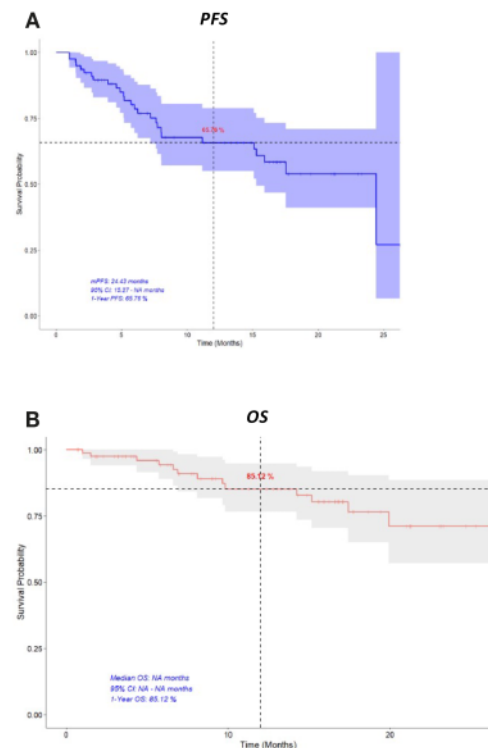 A
PFS
1.00
0.75
0.50
0.25
0.00
Survival Probability
65.75 %
mPFS: 24.43 months
95% CI: 15.57 - NA months
1-Year PFS: 65.75 %
0
5
10
15
20
25
Time (Months)
B
OS
1.00
0.75
0.50
0.25
0.00
Survival Probability
85.12 %
Median OS: NA months
95% CI: NA - NA months
1-Year OS: 85.12 %
0
10
20
Time (Months)